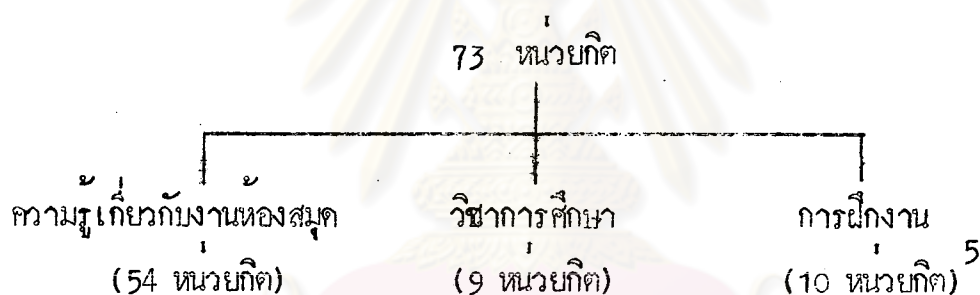 73 หน่วยกิต
ความรู้เกี่ยวกับงานห้องสมุด วิชาการศึกษา การฝึกงาน
(54 หน่วยกิต) (9 หน่วยกิต) (10 หน่วยกิต)5